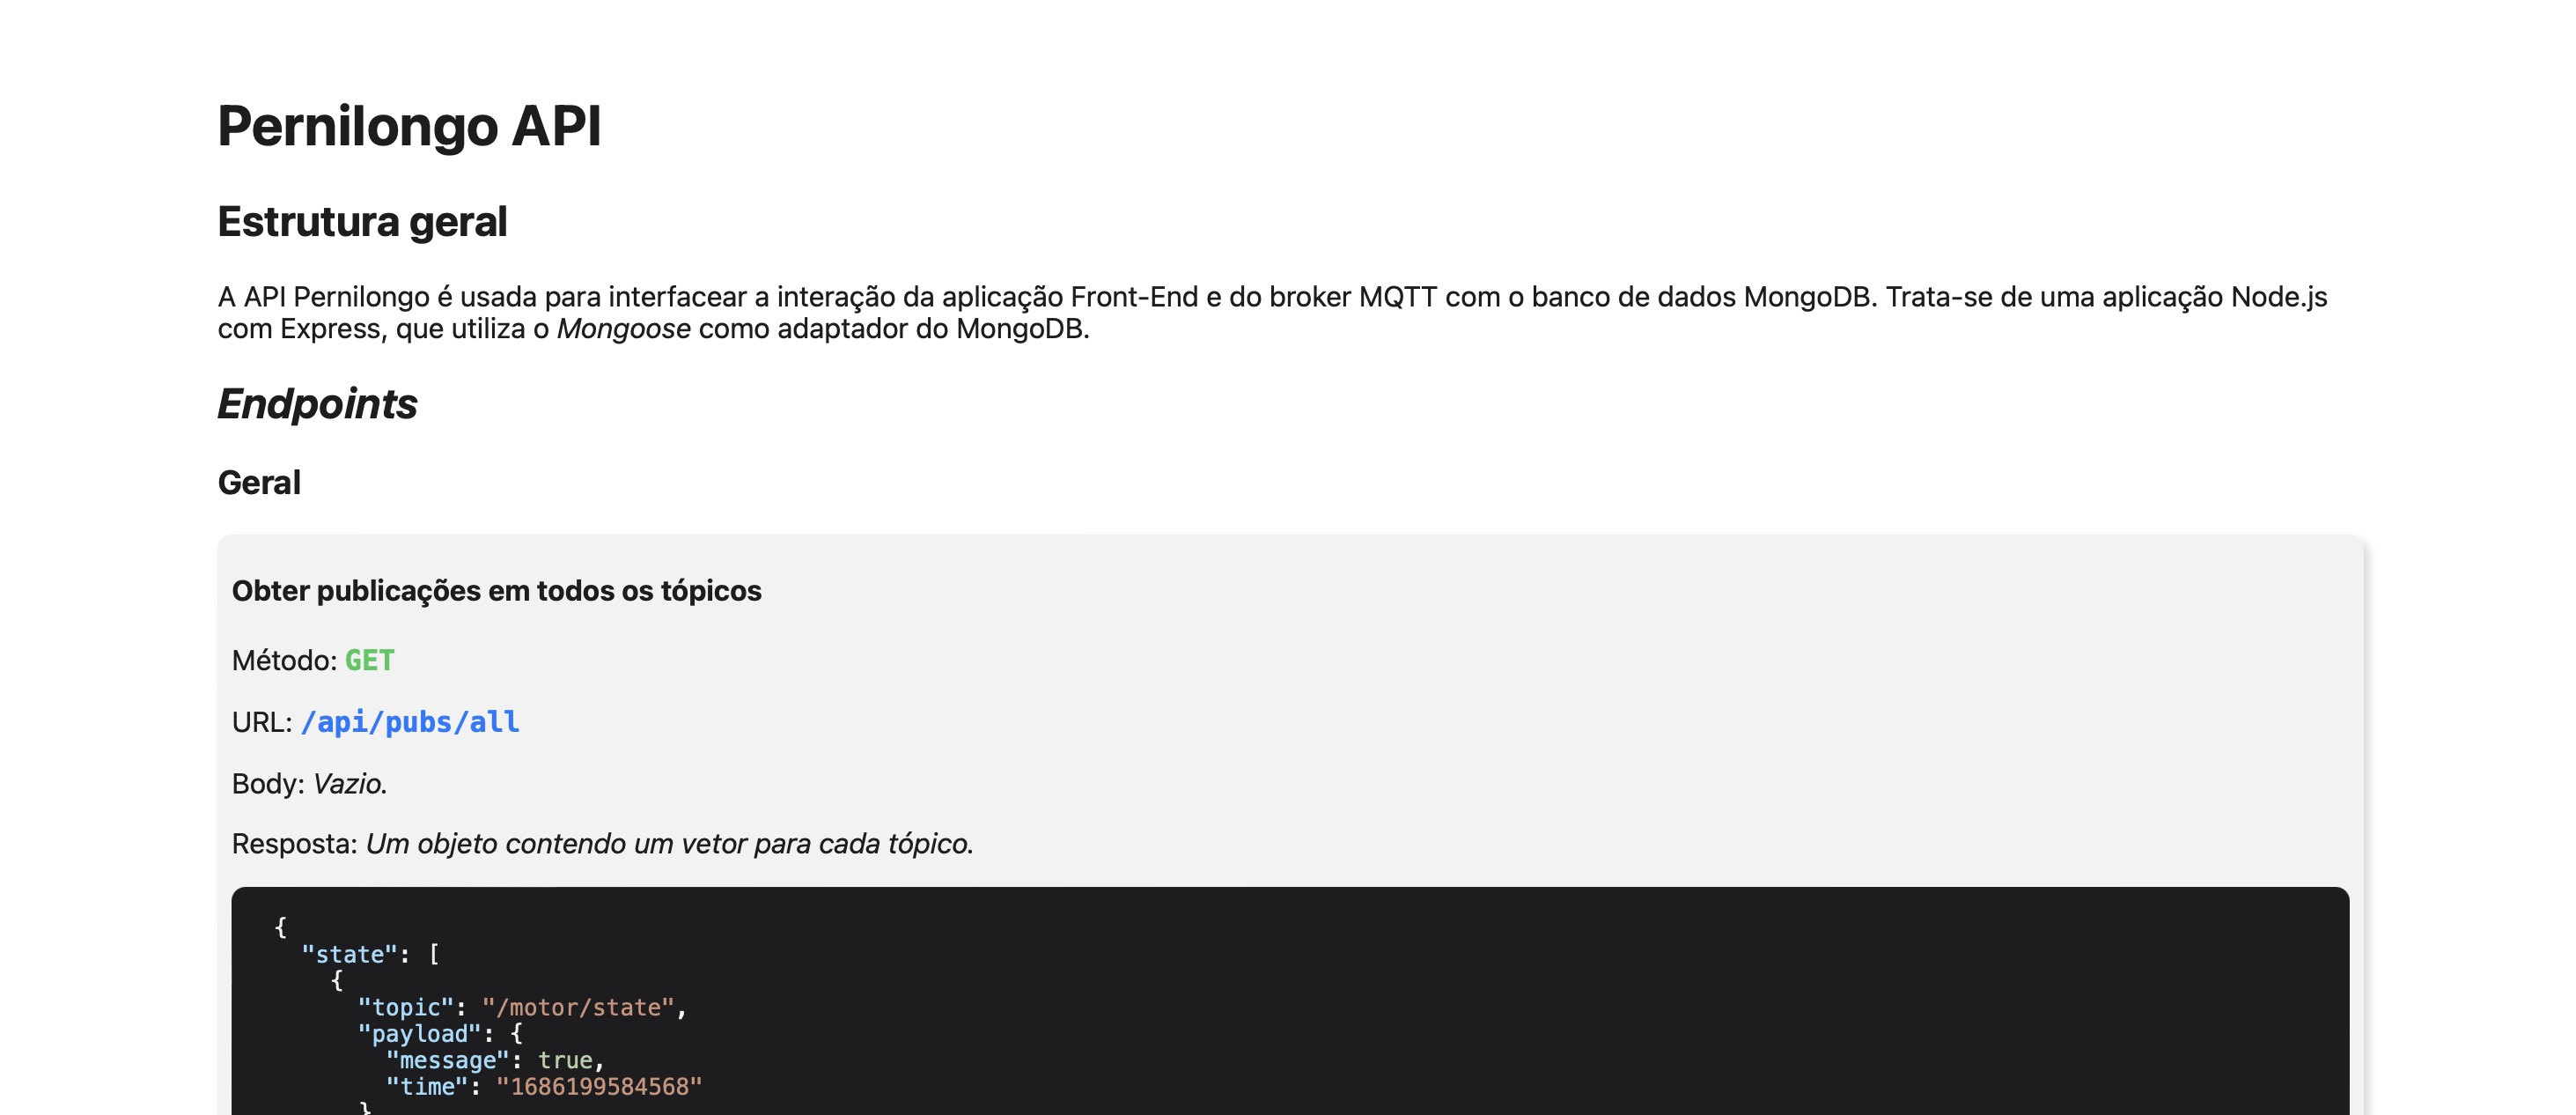 Pernilongo API
Estrutura geral
A API Pernilongo é usada para interfacear a interação da aplicação Front-End e do broker MQTT com o banco de dados MongoDB. Trata-se de uma aplicação Node.js
com Express, que utiliza o Mongoose como adaptador do MongoDB.
Endpoints
Geral
Obter publicações em todos os tópicos
Método: GET
URL: /api/pubs/all
Body: Vazio.
Resposta: Um objeto contendo um vetor para cada tópico.
{
"state": [
{
"topic": "/motor/state",
"payload": {
"message": true,
"time": "1686199584568"
}